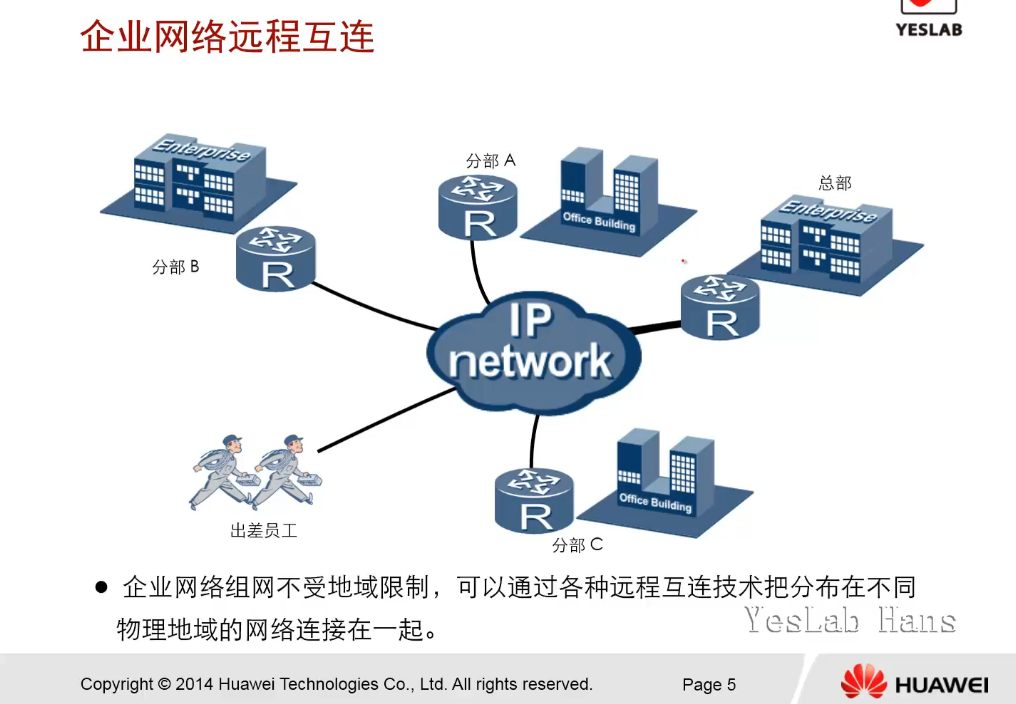 企业网络远程互连
YESLAB
分部 A
Enterprise
Office Building
总部
Enterprise
R
R
分部 B
R
IP
network
Office Building
R
出差员工
分部 C
企业网络组网不受地域限制，可以通过各种远程互连技术把分布在不同
物理地域的网络连接在一起。
YesLab Hans
Copyright © 2014 Huawei Technologies Co., Ltd. All rights reserved.
Page 5
HUAWEI